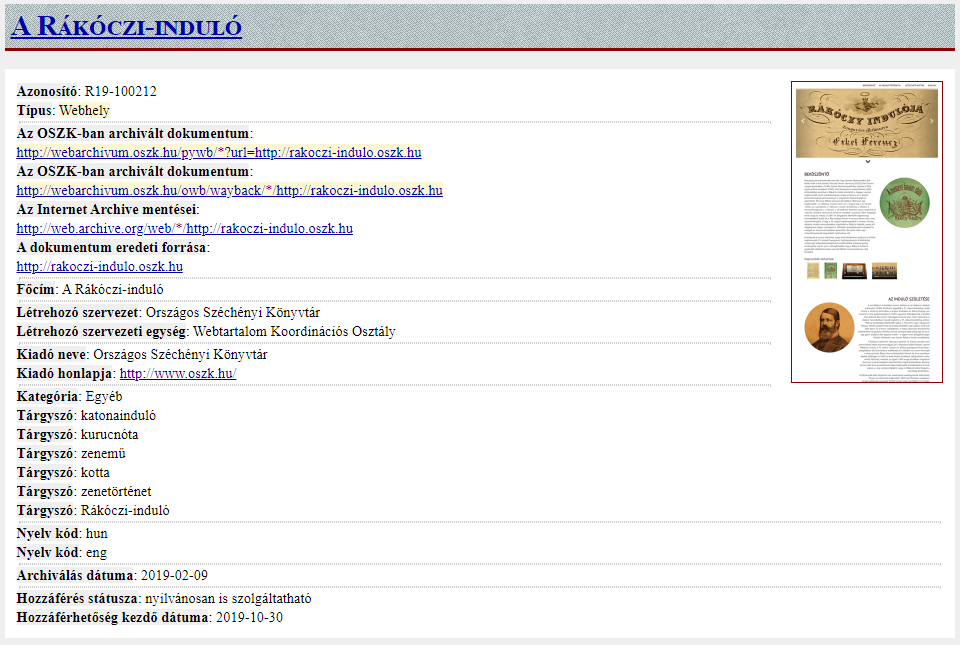 A Rákóczi-induló
Azonosító: R19-100212
Típus: Webhely
Az OSZK-ban archivált dokumentum:
http://webarchivum.oszk.hu/pywb/*?url=http://rakoczi-indulo.oszk.hu
Az OSZK-ban archivált dokumentum:
http://webarchivum.oszk.hu/owb/wayback/*/http://rakoczi-indulo.oszk.hu
Az Internet Archive mentései:
http://web.archive.org/web/*/http://rakoczi-indulo.oszk.hu
A dokumentum eredeti forrása:
http://rakoczi-indulo.oszk.hu
Főcím: A Rákóczi-induló
Létrehozó szervezet: Országos Széchényi Könyvtár
Létrehozó szervezeti egység: Webtartalom Koordinációs Osztály
Kiadó neve: Országos Széchényi Könyvtár
Kiadó honlapja: http://www.oszk.hu/
Kategória: Egyéb
Tárgyszó: katonainduló
Tárgyszó: kurucnóta
Tárgyszó: zenemű
Tárgyszó: kotta
Tárgyszó: zenetörténet
Tárgyszó: Rákóczi-induló
Nyelv kód: hun
Nyelv kód: eng
Archiválás dátuma: 2019-02-09
Hozzáférés státusza: nyilvánosan is szolgáltatható
Hozzáférhetőség kezdő dátuma: 2019-10-30
RÁKÓCZY INDULÓJA
Erkel Ferencz
BEKÖSZÖNTŐ
AZ INDULÓ SZÜLETÉSE